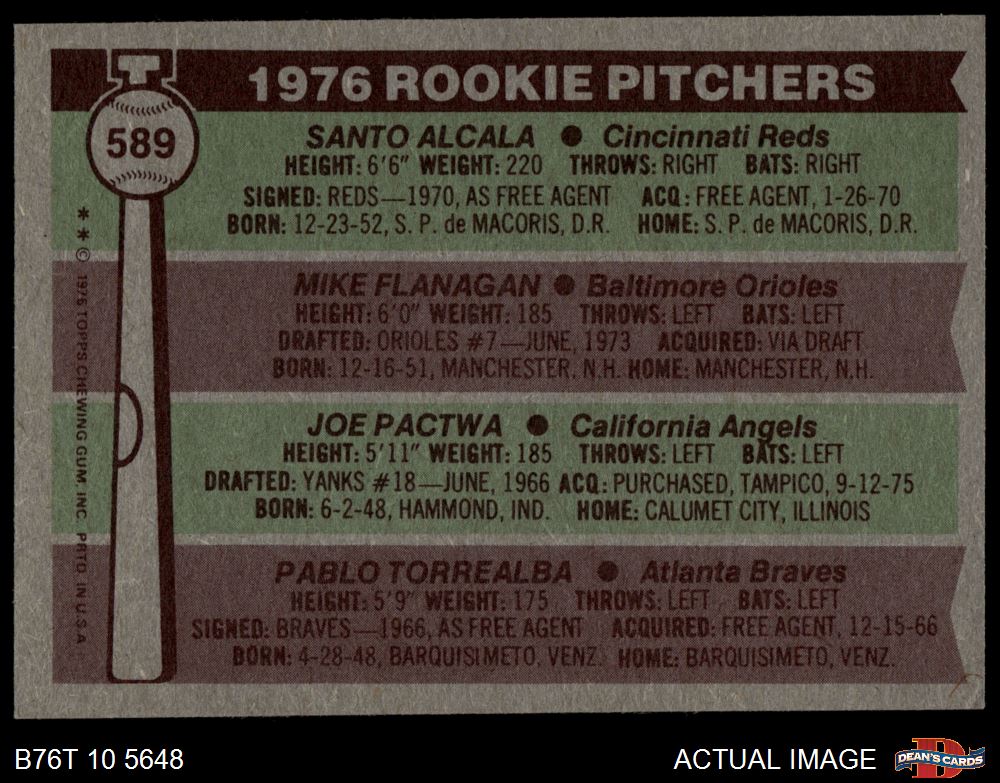 1976 ROOKIE PITCHERS
589
SANTO ALCALA ● Cincinnati Reds
HEIGHT: 6'6" WEIGHT: 220 THROWS: RIGHT BATS: RIGHT
SIGNED: REDS—1970, AS FREE AGENT ACQ: FREE AGENT, 1-26-70
BORN: 12-23-52, S. P. de MACORIS, D.R. HOME: S. P. de MACORIS, D.R.
MIKE FLANAGAN ● Baltimore Orioles
HEIGHT: 6'0" WEIGHT: 185 THROWS: LEFT BATS: LEFT
DRAFTED: ORIOLES #7—JUNE, 1973 ACQUIRED: VIA DRAFT
BORN: 12-16-51, MANCHESTER, N.H. HOME: MANCHESTER, N.H.
JOE PACTWA ● California Angels
HEIGHT: 5'11" WEIGHT: 185 THROWS: LEFT BATS: LEFT
DRAFTED: YANKS #18—JUNE, 1966 ACQ: PURCHASED, TAMPICO, 9-12-75
BORN: 6-2-48, HAMMOND, IND. HOME: CALUMET CITY, ILLINOIS
PABLO TORREALBA ● Atlanta Braves
HEIGHT: 5'9" WEIGHT: 175 THROWS: LEFT BATS: LEFT
SIGNED: BRAVES—1966, AS FREE AGENT ACQUIRED: FREE AGENT, 12-15-66
BORN: 4-28-48, BARQUISIMETO, VENZ. HOME: BARQUISIMETO, VENZ.
** © 1976 TOPPS CHEWING GUM, INC. PRTD. IN U.S.A.
B76T 10 5648
ACTUAL IMAGE
DEAN'S CARDS